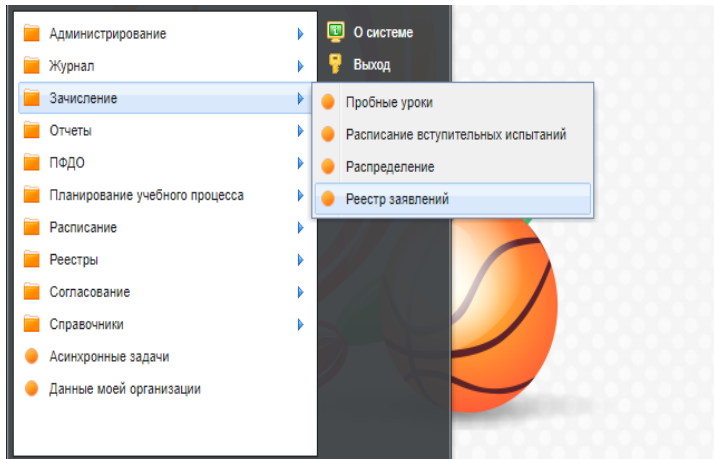 Администрирование
Журнал
Зачисление
Отчеты
ПФДО
Планирование учебного процесса
Расписание
Реестры
Согласование
Справочники
Асинхронные задачи
Данные моей организации
О системе
Выход
Пробные уроки
Расписание вступительных испытаний
Распределение
Реестр заявлений